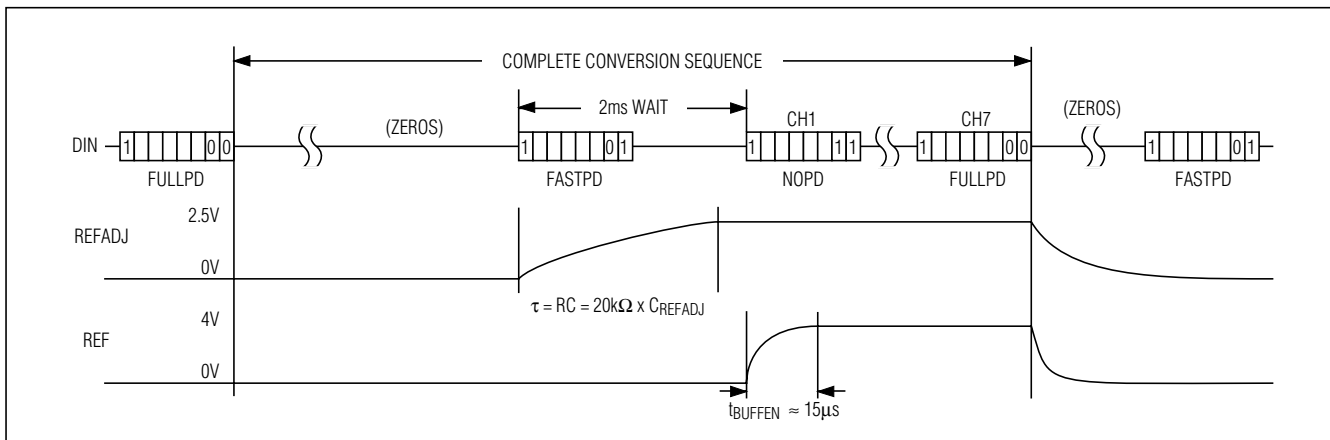 COMPLETE CONVERSION SEQUENCE
2ms WAIT
DIN
1 0 0
(ZEROS)
1 0 1
CH1
1 1 1
CH7
1 0 0
(ZEROS)
1 0 1
FULLPD
FASTPD
NOPD
FULLPD
FASTPD
REFADJ
2.5V
0V
τ = RC = 20kΩ x CREFADJ
REF
4V
0V
tBUFFEN ≈ 15μs